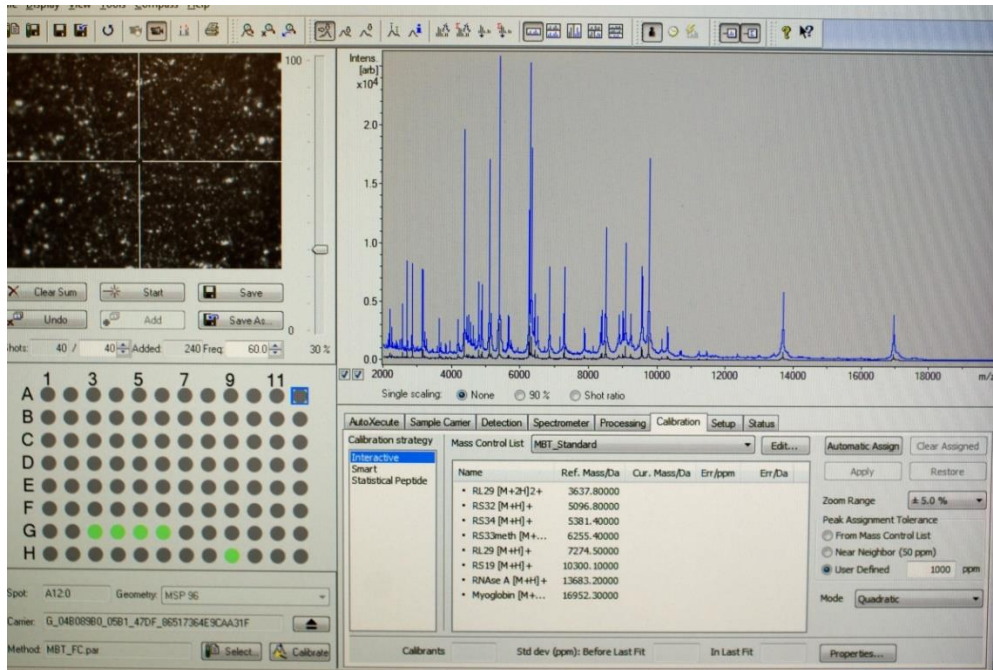 Display View Tools Compass Help
100
0
30 %
Clear Sum Start Save
Undo Add Save As...
40 / 40 Added: 240 Freq: 60.0
1 3 5 7 9 11
A
B
C
D
E
F
G
H
Spot: A12:0 Geometry: MSP 96
Carrier: G_04B089B0_05B1_47DF_86517364E9CAA31F
Method: MBT_FC.par Select... Calibrate
Intens.
[arb]
x10⁴
2.0
1.5
1.0
0.5
0.0
2000 4000 6000 8000 10000 12000 14000 16000 18000 m/z
Single scaling: None 90 % Shot ratio
AutoXecute Sample Carrier Detection Spectrometer Processing Calibration Setup Status
Calibration strategy
Interactive
Smart
Statistical Peptide
Mass Control List MBT_Standard Edit...
Name Ref. Mass/Da Cur. Mass/Da Err/ppm Err/Da
RL29 [M+2H]2+ 3637.80000
RS32 [M+H]+ 5096.80000
RS34 [M+H]+ 5381.40000
RS33meth [M+... 6255.40000
RL29 [M+H]+ 7274.50000
RS19 [M+H]+ 10300.10000
RNAse A [M+H]+ 13683.20000
Myoglobin [M+... 16952.30000
Automatic Assign Clear Assigned
Apply Restore
Zoom Range ± 5.0 %
Peak Assignment Tolerance
From Mass Control List
Near Neighbor (50 ppm)
User Defined 1000 ppm
Mode Quadratic
Calibrants Std dev (ppm): Before Last Fit In Last Fit Properties...